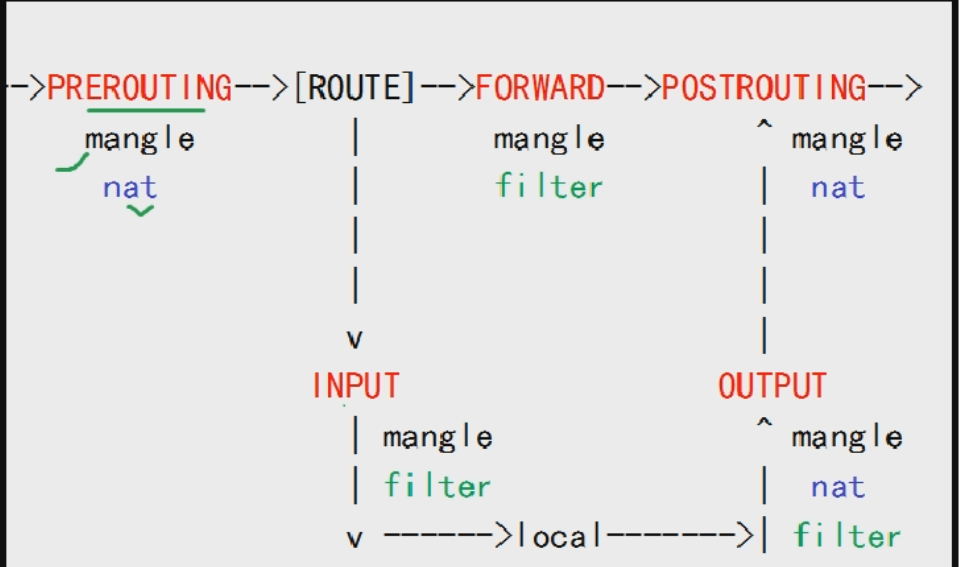 -->PREROUTING-->[ROUTE]-->FORWARD-->POSTROUTING-->
mangle | mangle ^ mangle
nat | filter | nat
| |
| |
v |
INPUT OUTPUT
| mangle ^ mangle
| filter | nat
v ------>local------->| filter